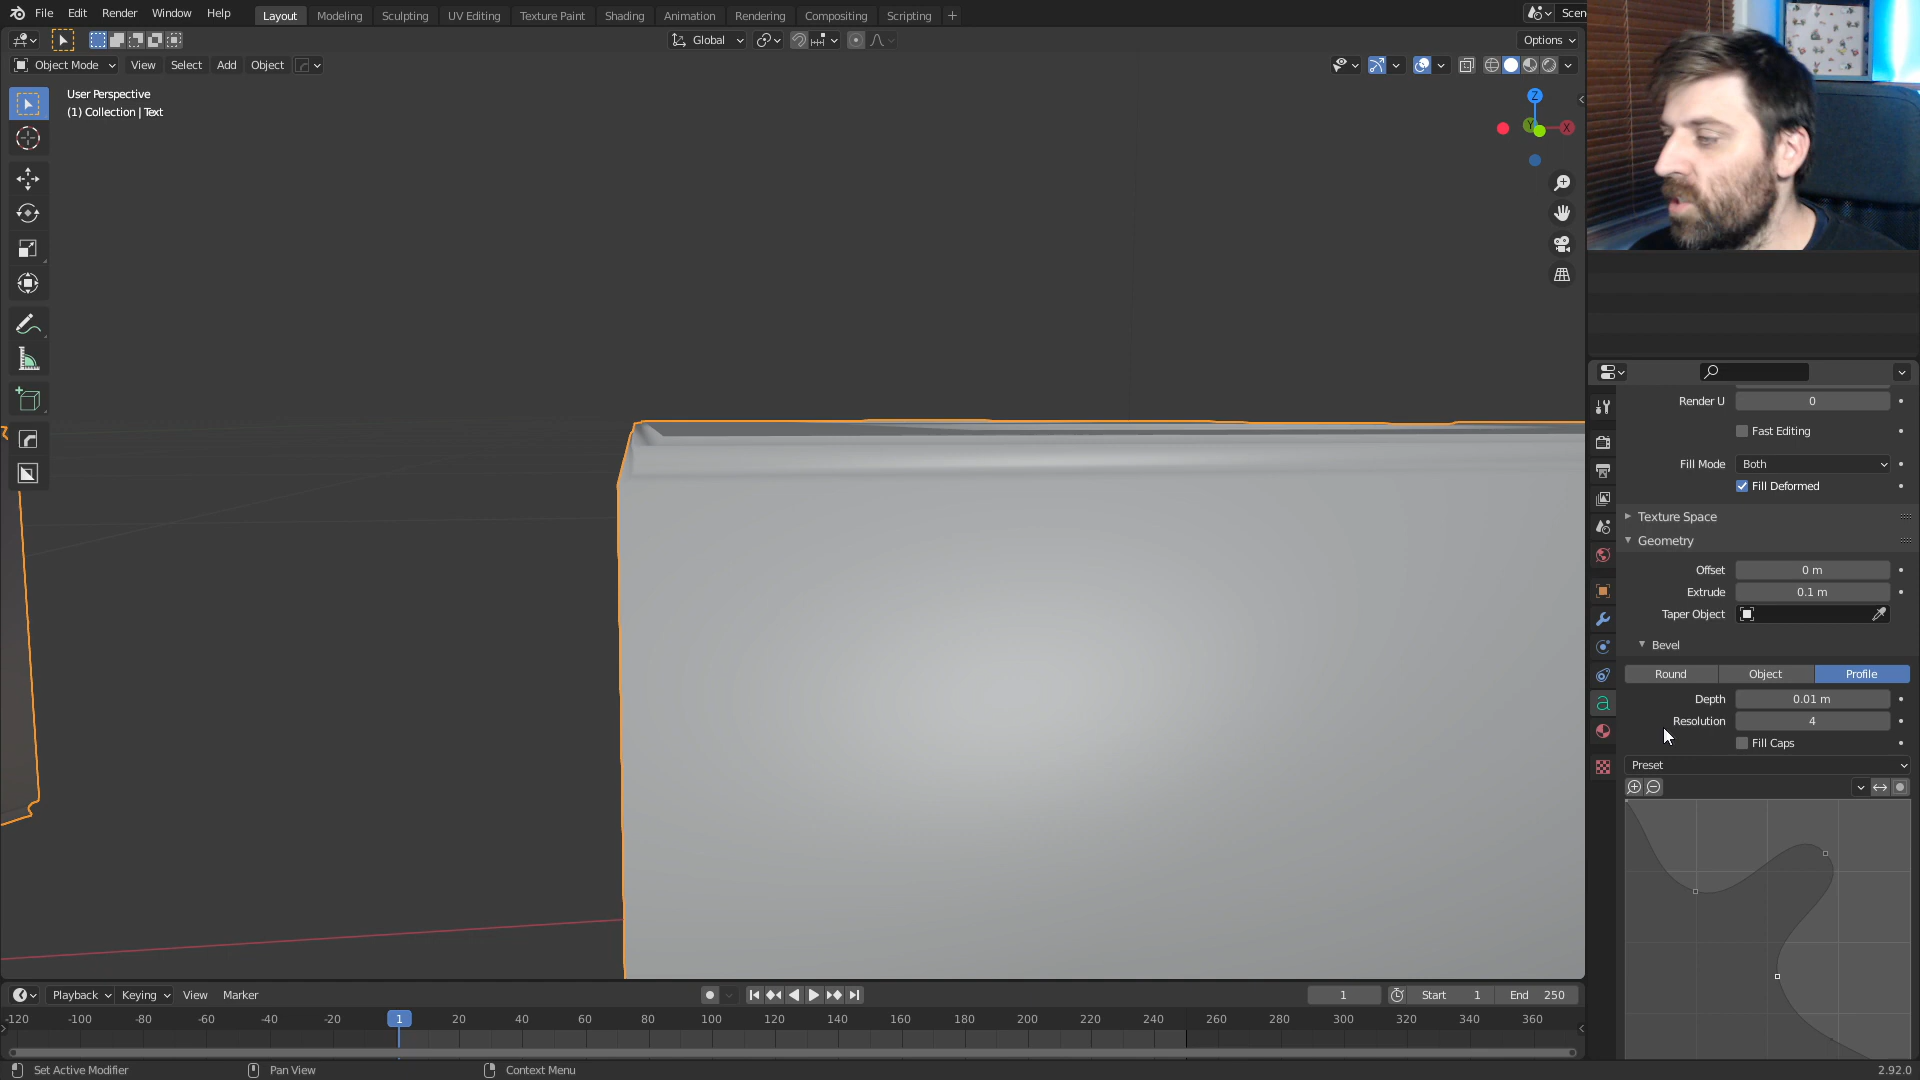 File Edit Render Window Help Layout Modeling Sculpting UV Editing Texture Paint Shading Animation Rendering Compositing Scripting + Scen
Global Options
Object Mode View Select Add Object
User Perspective
(1) Collection | Text
Z
Y X
Render U 0
Fast Editing
Fill Mode Both
Fill Deformed
Texture Space
Geometry
Offset 0 m
Extrude 0.1 m
Taper Object
Bevel
Round Object Profile
Depth 0.01 m
Resolution 4
Fill Caps
Preset
Playback Keying View Marker 1 Start 1 End 250
-120 -100 -80 -60 -40 -20 1 20 40 60 80 100 120 140 160 180 200 220 240 260 280 300 320 340 360
Set Active Modifier Pan View Context Menu 2.92.0